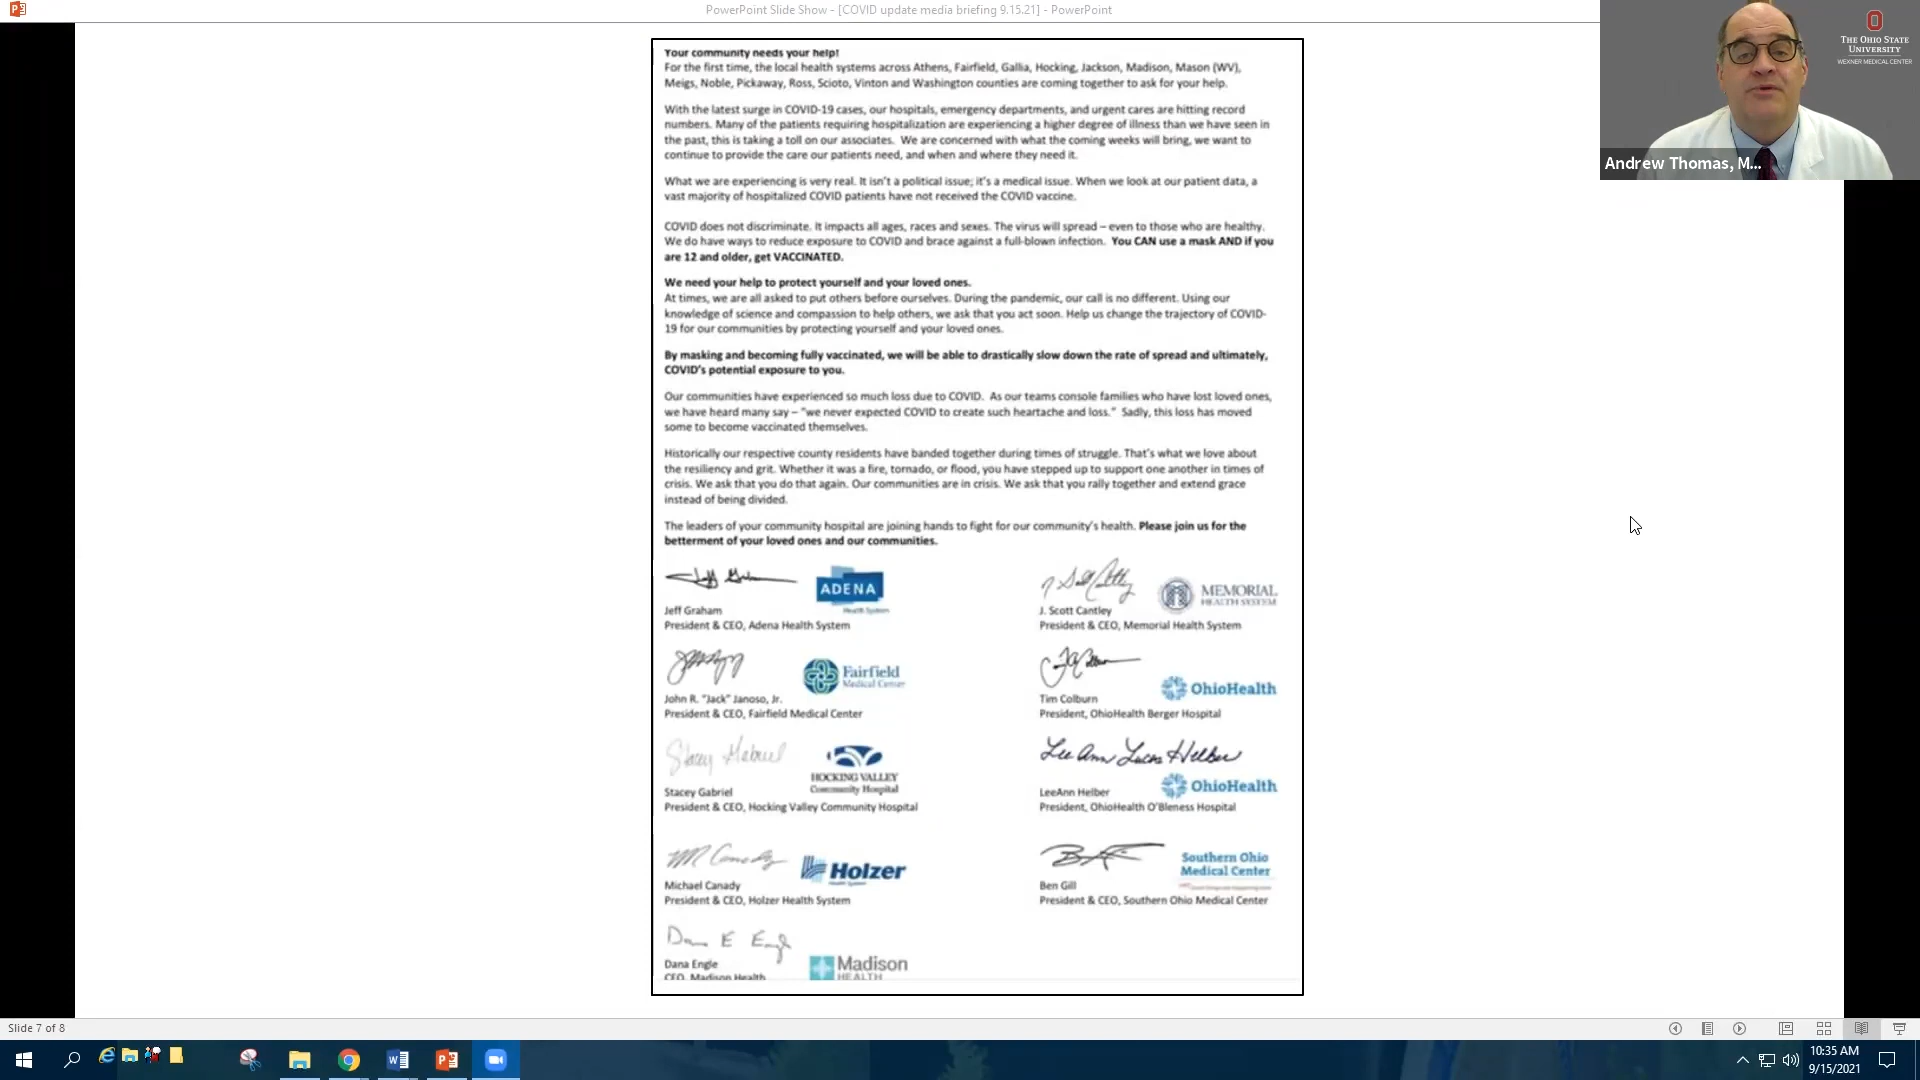 PowerPoint Slide Show - [COVID update media briefing 9.15.21] - PowerPoint
THE OHIO STATE
UNIVERSITY
WEXNER MEDICAL CENTER
Andrew Thomas, M...
Your community needs your help!
For the first time, the local health systems across Athens, Fairfield, Gallia, Hocking, Jackson, Madison, Mason (WV),
Meigs, Noble, Pickaway, Ross, Scioto, Vinton and Washington counties are coming together to ask for your help.
With the latest surge in COVID-19 cases, our hospitals, emergency departments, and urgent cares are hitting record
numbers. Many of the patients requiring hospitalization are experiencing a higher degree of illness than we have seen in
the past, this is taking a toll on our associates. We are concerned with what the coming weeks will bring, we want to
continue to provide the care our patients need, and when and where they need it.
What we are experiencing is very real. It isn't a political issue; it's a medical issue. When we look at our patient data, a
vast majority of hospitalized COVID patients have not received the COVID vaccine.
COVID does not discriminate. It impacts all ages, races and sexes. The virus will spread – even to those who are healthy.
We do have ways to reduce exposure to COVID and brace against a full-blown infection. You CAN use a mask AND if you
are 12 and older, get VACCINATED.
We need your help to protect yourself and your loved ones.
At times, we are all asked to put others before ourselves. During the pandemic, our call is no different. Using our
knowledge of science and compassion to help others, we ask that you act soon. Help us change the trajectory of COVID-
19 for our communities by protecting yourself and your loved ones.
By masking and becoming fully vaccinated, we will be able to drastically slow down the rate of spread and ultimately,
COVID's potential exposure to you.
Our communities have experienced so much loss due to COVID. As our teams console families who have lost loved ones,
we have heard many say – "we never expected COVID to create such heartache and loss." Sadly, this loss has moved
some to become vaccinated themselves.
Historically our respective county residents have banded together during times of struggle. That's what we love about
the resiliency and grit. Whether it was a fire, tornado, or flood, you have stepped up to support one another in times of
crisis. We ask that you do that again. Our communities are in crisis. We ask that you rally together and extend grace
instead of being divided.
The leaders of your community hospital are joining hands to fight for our community's health. Please join us for the
betterment of your loved ones and our communities.
ADENA
Health System
Jeff Graham
President & CEO, Adena Health System
MEMORIAL
HEALTH SYSTEM
J. Scott Cantley
President & CEO, Memorial Health System
Fairfield
Medical Center
John R. "Jack" Janoso, Jr.
President & CEO, Fairfield Medical Center
OhioHealth
Tim Colburn
President, OhioHealth Berger Hospital
Stacey Gabriel
HOCKING VALLEY
Community Hospital
Stacey Gabriel
President & CEO, Hocking Valley Community Hospital
LeeAnn Lucas Helber
OhioHealth
LeeAnn Helber
President, OhioHealth O'Bleness Hospital
Holzer
Health System
Michael Canady
President & CEO, Holzer Health System
Southern Ohio
Medical Center
Ben Gill
President & CEO, Southern Ohio Medical Center
Dana E Engle
Madison
HEALTH
Dana Engle
CEO, Madison Health
Slide 7 of 8
10:35 AM
9/15/2021